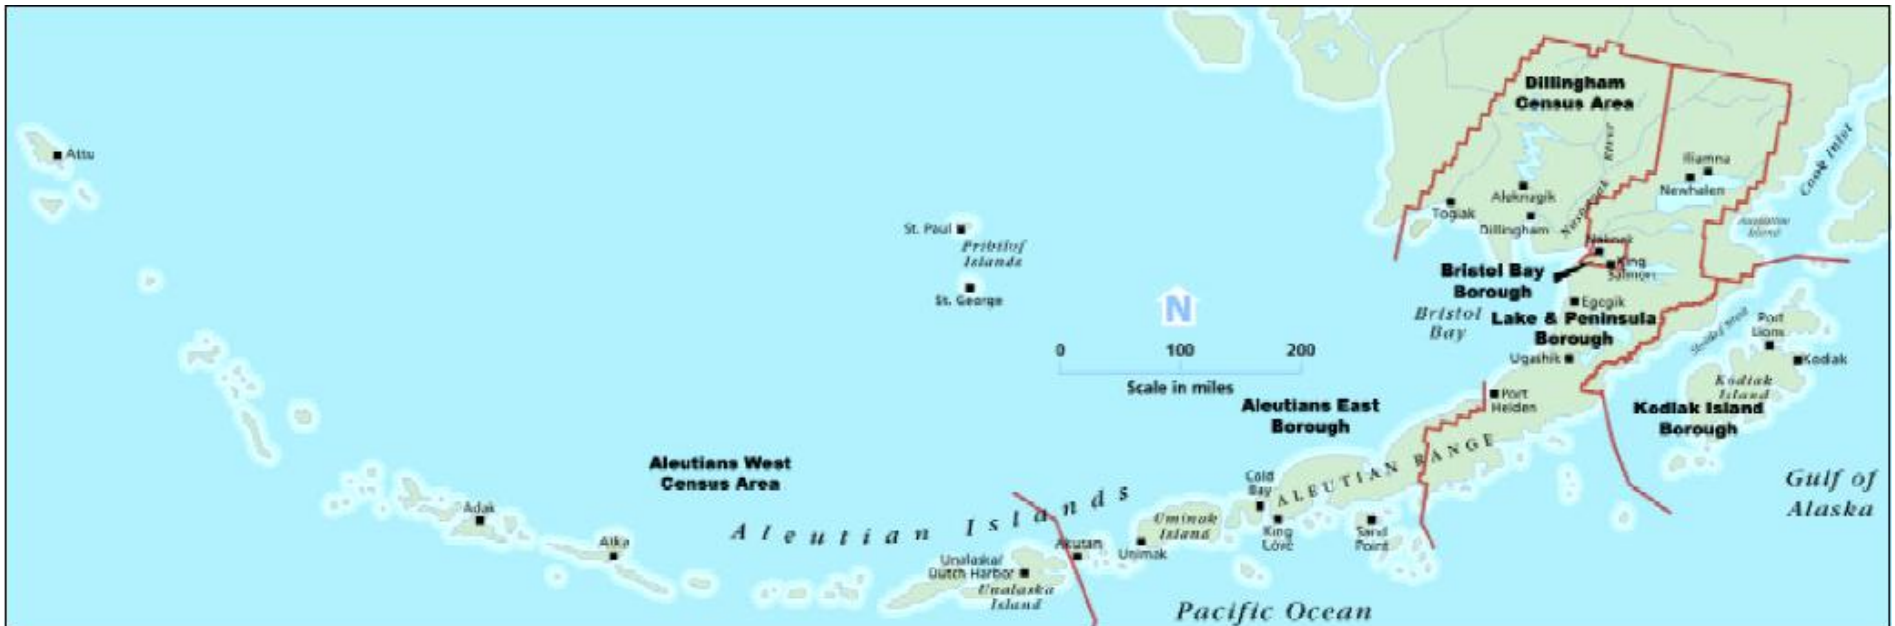 Dillingham
Census Area
River
Cook Inlet
Attu
Iliamna
Newhalen
Aleknagik
Togiak
Dillingham
St. Paul
Pribilof
Islands
St. George
Naknek
King
Salmon
Bristol Bay
Borough
Egegik
Bristol
Bay
Lake & Peninsula
Borough
Ugashik
Port
Lions
Kodiak
Kodiak
Island
N
0 100 200
Scale in miles
Port
Heiden
Aleutians East
Borough
Kodiak Island
Borough
ALEUTIAN RANGE
Gulf of
Alaska
Aleutians West
Census Area
Aleutian Islands
Cold
Bay
King
Cove
Sand
Point
Uminak
Island
Unimak
Akutan
Adak
Atka
Unalaska/
Dutch Harbor
Unalaska
Island
Pacific Ocean